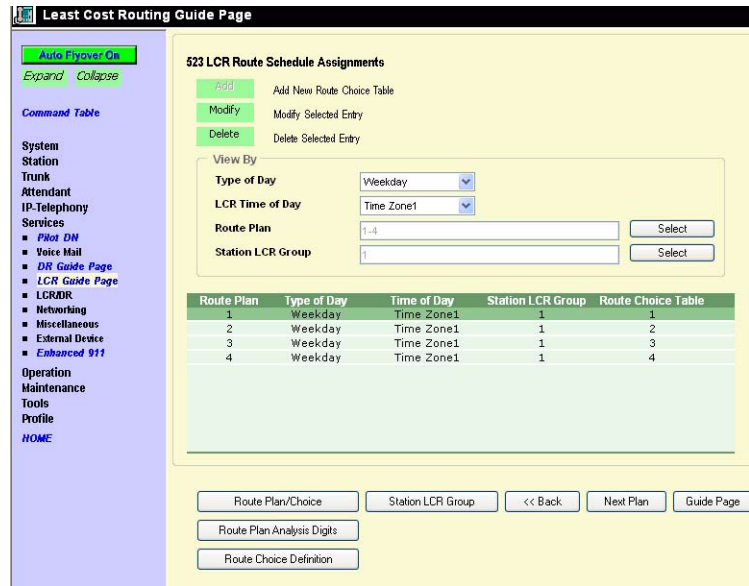 Least Cost Routing Guide Page
Auto Flyover On
Expand Collapse
Command Table
System
Station
Trunk
Attendant
IP-Telephony
Services
Pilot DN
Voice Mail
DR Guide Page
LCR Guide Page
LCR/DR
Networking
Miscellaneous
External Device
Enhanced 911
Operation
Maintenance
Tools
Profile
HOME
523 LCR Route Schedule Assignments
Add Add New Route Choice Table
Modify Modify Selected Entry
Delete Delete Selected Entry
View By
Type of Day Weekday
LCR Time of Day Time Zone1
Route Plan 1-4 Select
Station LCR Group 1 Select
Route Plan Type of Day Time of Day Station LCR Group Route Choice Table
1 Weekday Time Zone1 1 1
2 Weekday Time Zone1 1 2
3 Weekday Time Zone1 1 3
4 Weekday Time Zone1 1 4
Route Plan/Choice Station LCR Group << Back Next Plan Guide Page
Route Plan Analysis Digits
Route Choice Definition